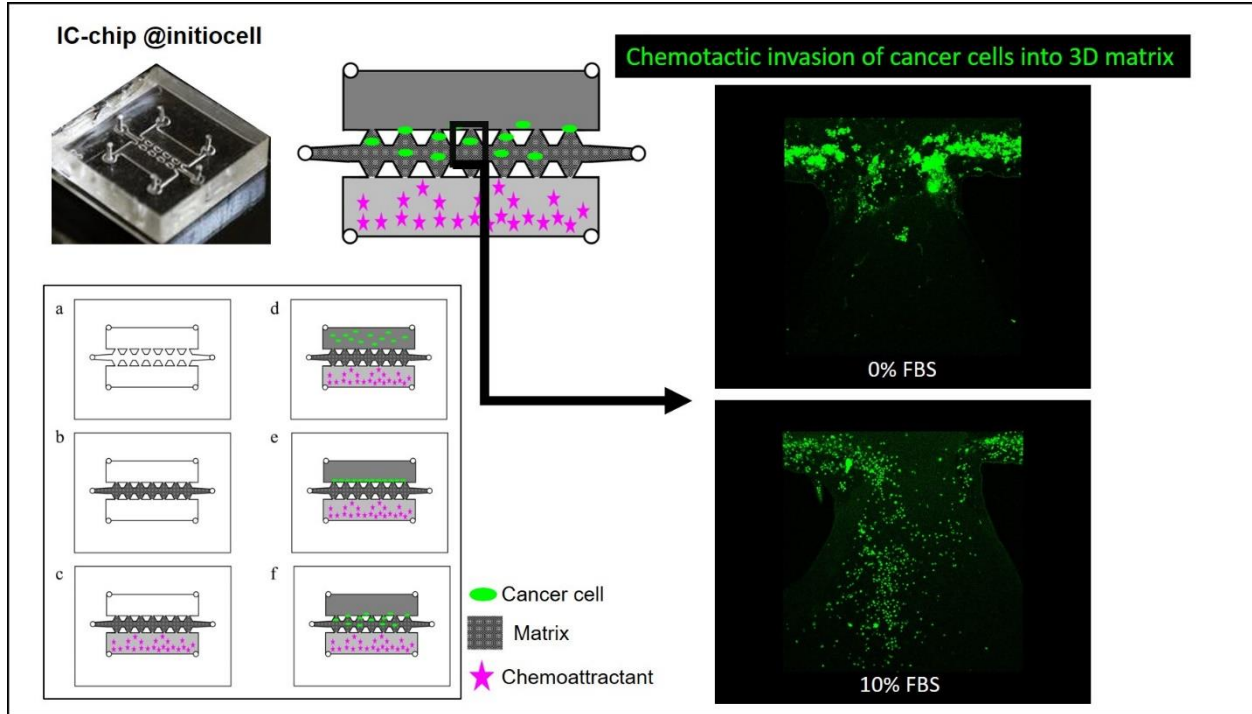 IC-chip @initiocell
Chemotactic invasion of cancer cells into 3D matrix
0% FBS
10% FBS
a
d
b
e
c
f
Cancer cell
Matrix
Chemoattractant